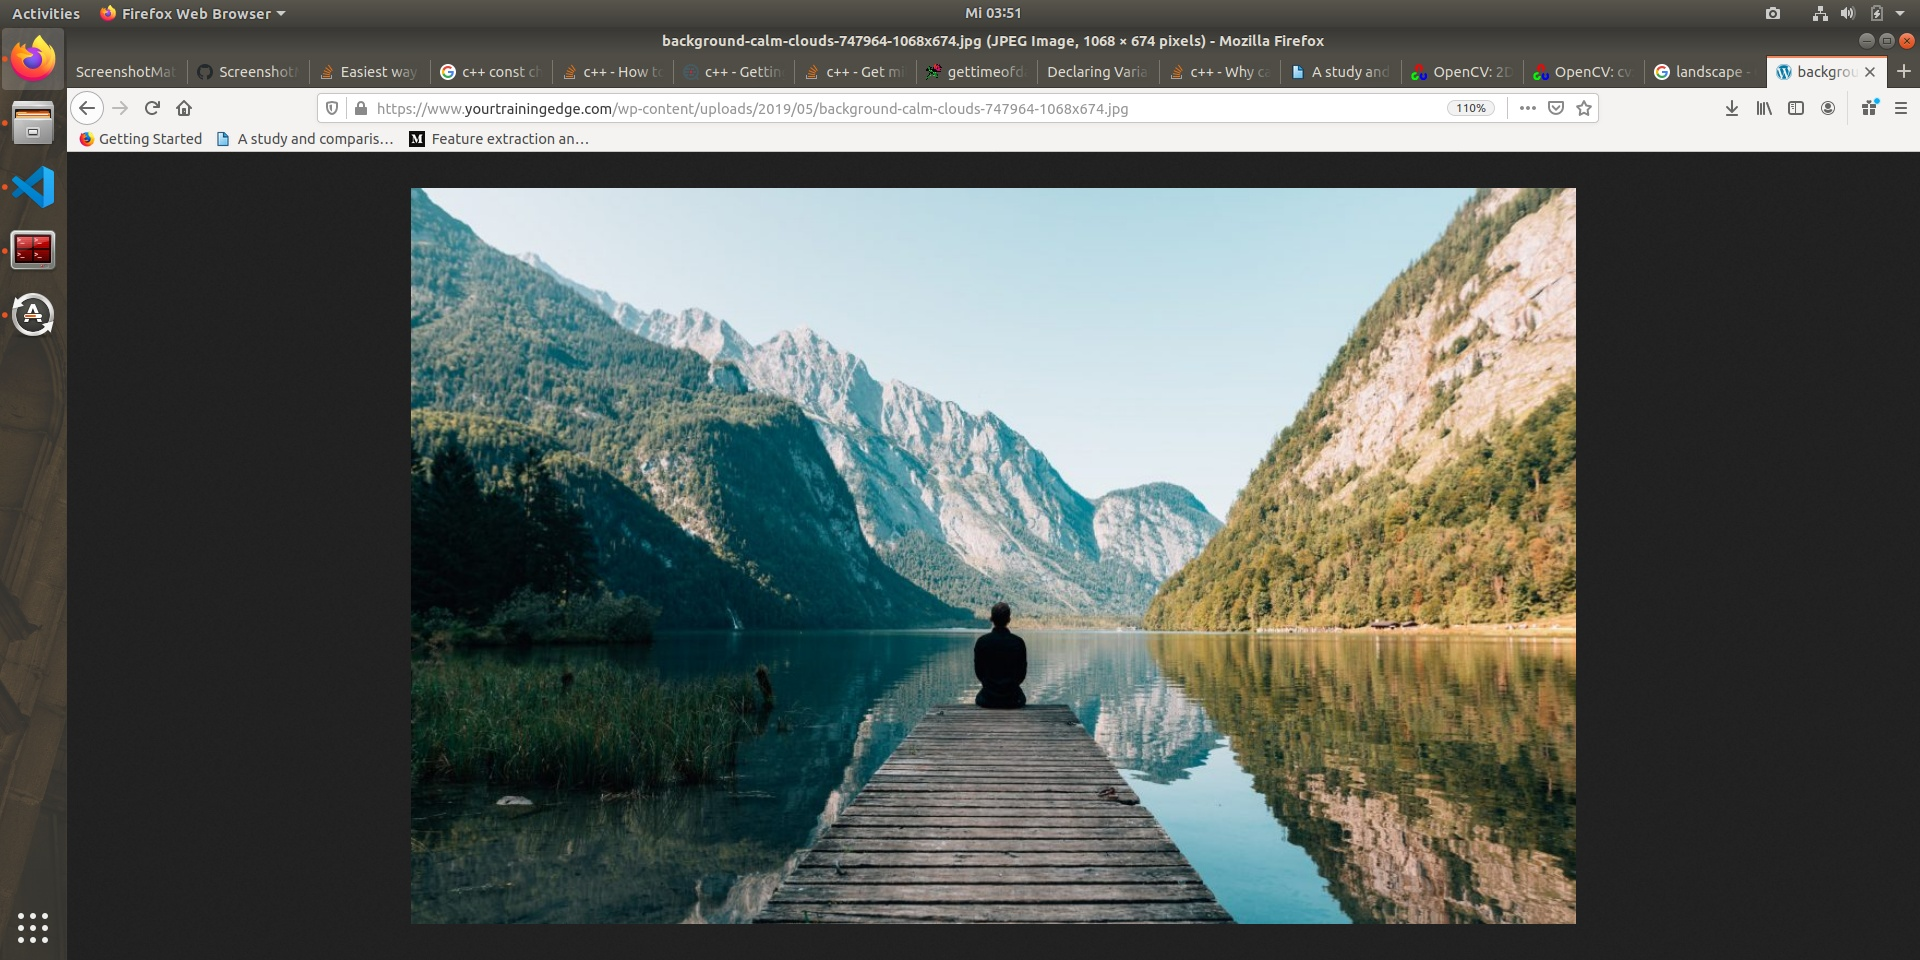 Activities Firefox Web Browser Mi 03:51
background-calm-clouds-747964-1068x674.jpg (JPEG Image, 1068 × 674 pixels) - Mozilla Firefox
ScreenshotMat Screenshot Easiest way c++ const ch c++ - How to c++ - Gettin c++ - Get mi gettimeofd Declaring Varia c++ - Why ca A study and OpenCV: 2D OpenCV: cv landscape - backgrou
https://www.yourtrainingedge.com/wp-content/uploads/2019/05/background-calm-clouds-747964-1068x674.jpg 110%
Getting Started A study and comparis… M Feature extraction an…